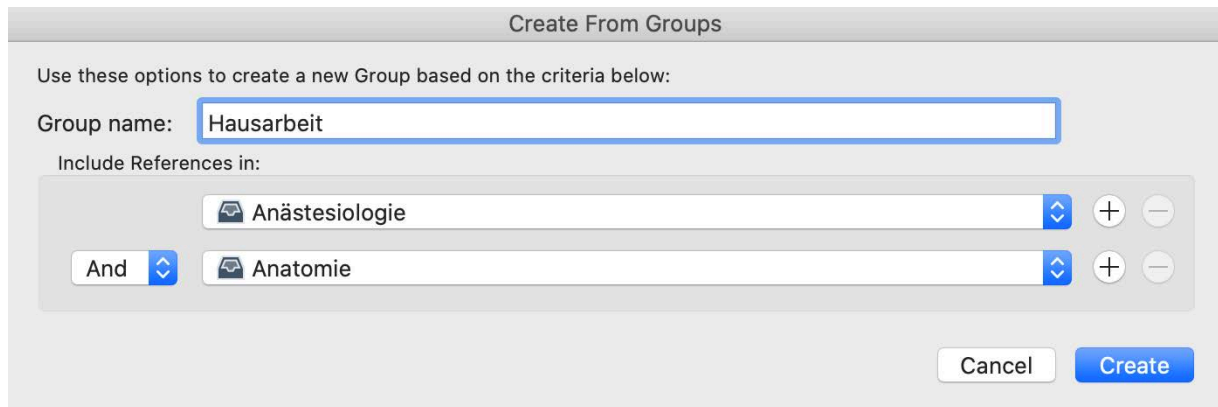 Create From Groups
Use these options to create a new Group based on the criteria below:
Group name: Hausarbeit
Include References in:
Anästesiologie
And Anatomie
Cancel Create